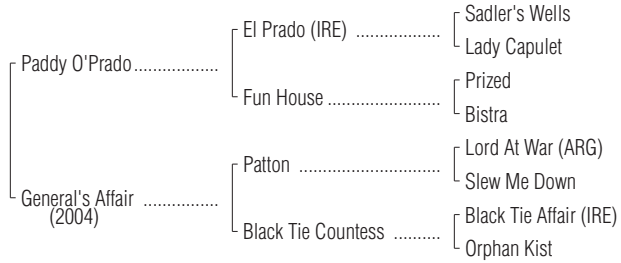 Sadler's Wells
El Prado (IRE) ..................
Lady Capulet
Paddy O'Prado.................
Prized
Fun House ........................
Bistra
Lord At War (ARG)
Patton ..............................
Slew Me Down
General's Affair ...............
(2004)
Black Tie Affair (IRE)
Black Tie Countess ..........
Orphan Kist